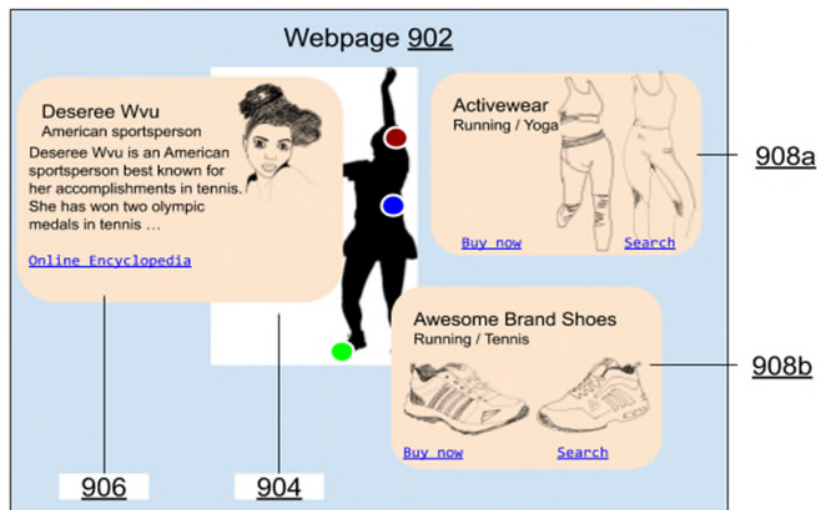 Webpage 902
Deseree Wvu
American sportsperson
Deseree Wvu is an American
sportsperson best known for
her accomplishments in tennis.
She has won two olympic
medals in tennis ...
Online Encyclopedia
Activewear
Running / Yoga
Buy now
Search
908a
Awesome Brand Shoes
Running / Tennis
Buy now
Search
908b
906
904